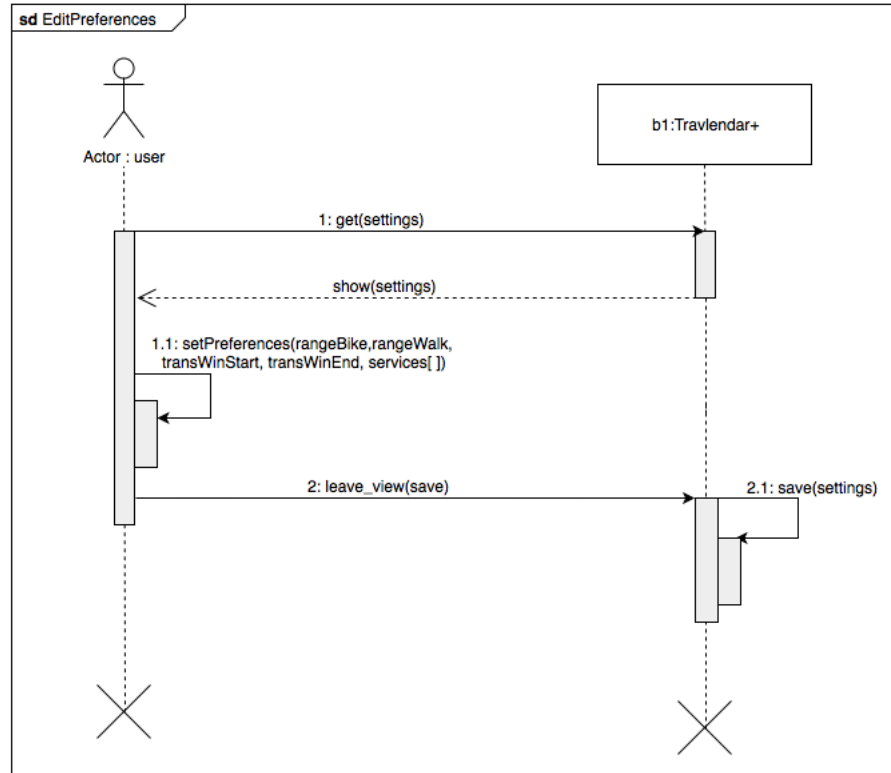 sd EditPreferences
Actor : user
b1:Travlendar+
1: get(settings)
show(settings)
1.1: setPreferences(rangeBike,rangeWalk,
transWinStart, transWinEnd, services[ ])
2: leave_view(save)
2.1: save(settings)